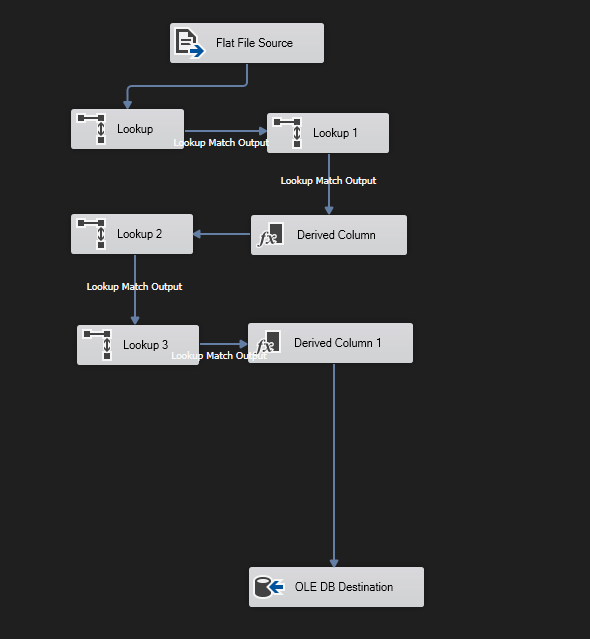 Flat File Source
Lookup
Lookup Match Output
Lookup 1
Lookup Match Output
Derived Column
Lookup 2
Lookup Match Output
Lookup 3
Lookup Match Output
Derived Column 1
OLE DB Destination